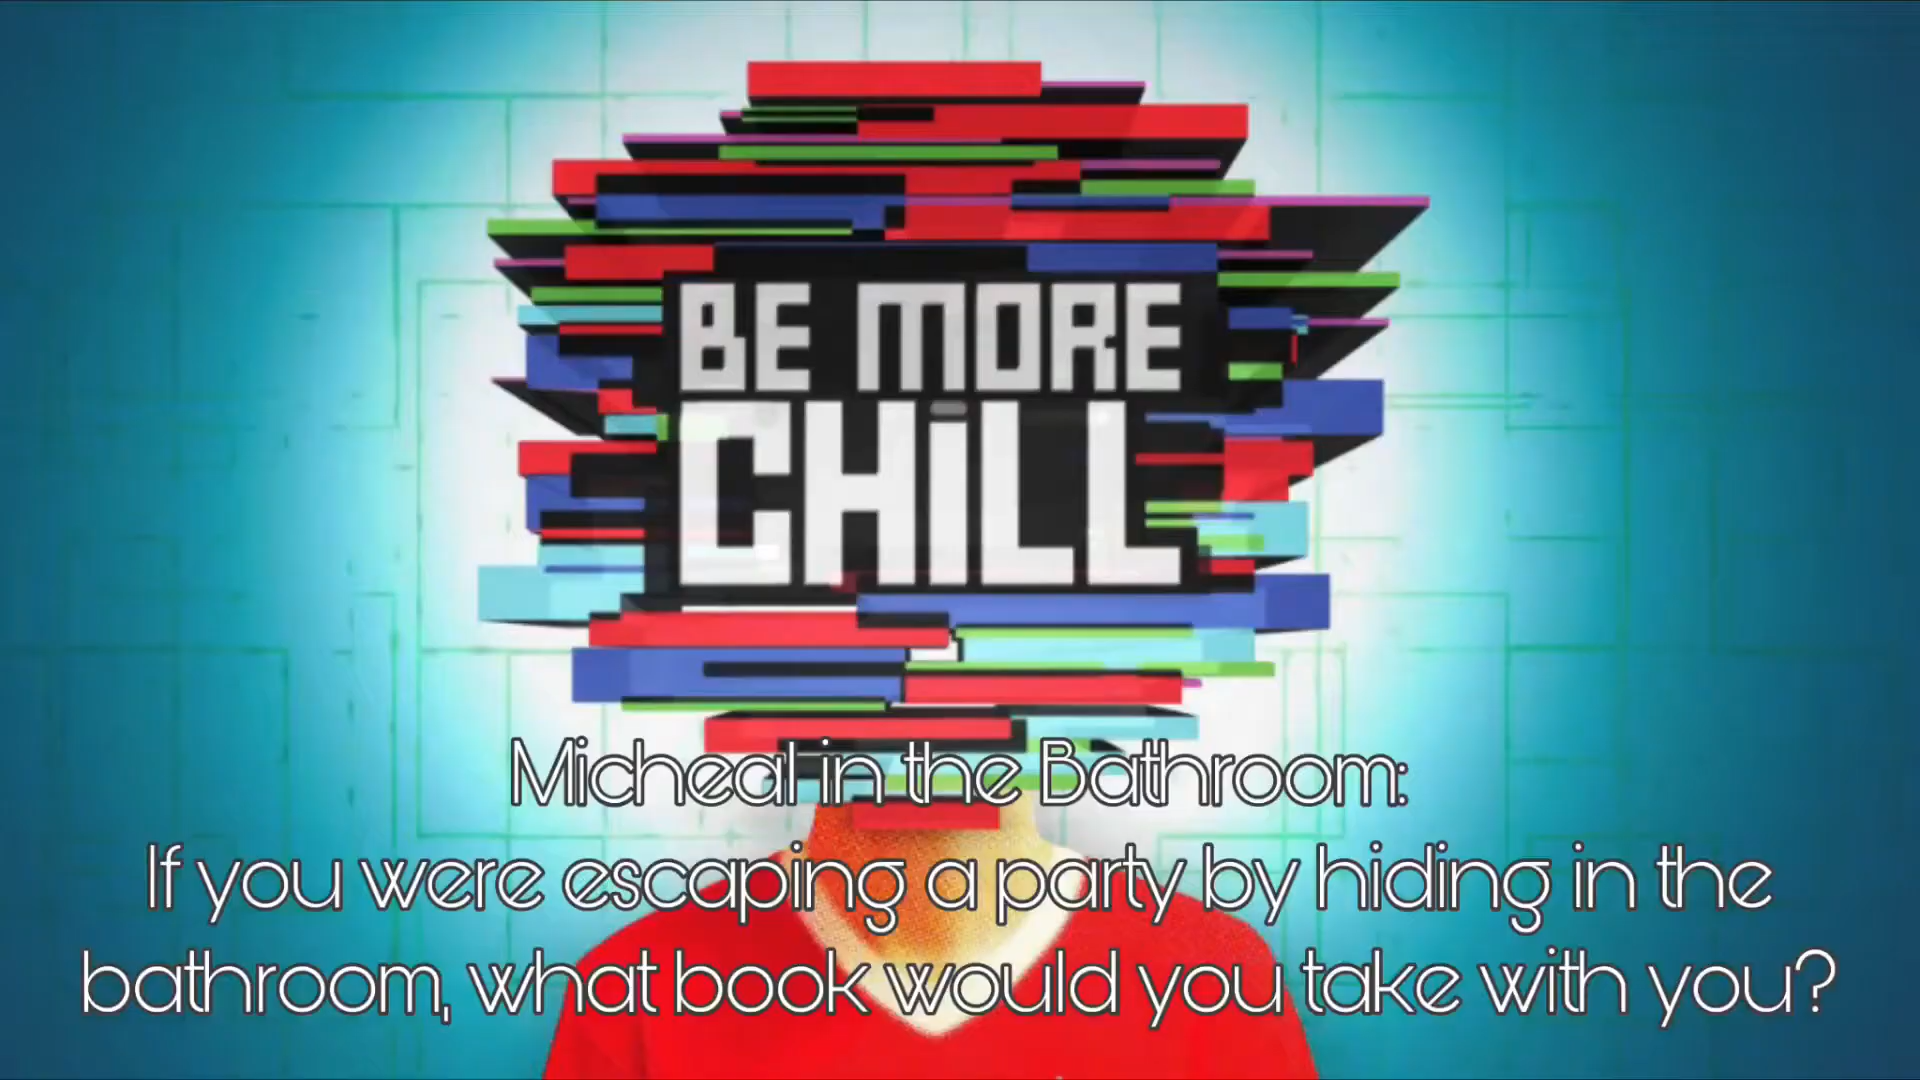 BE MORE
CHiLL
Micheal in the Bathroom:
If you were escaping a party by hiding in the
bathroom, what book would you take with you?